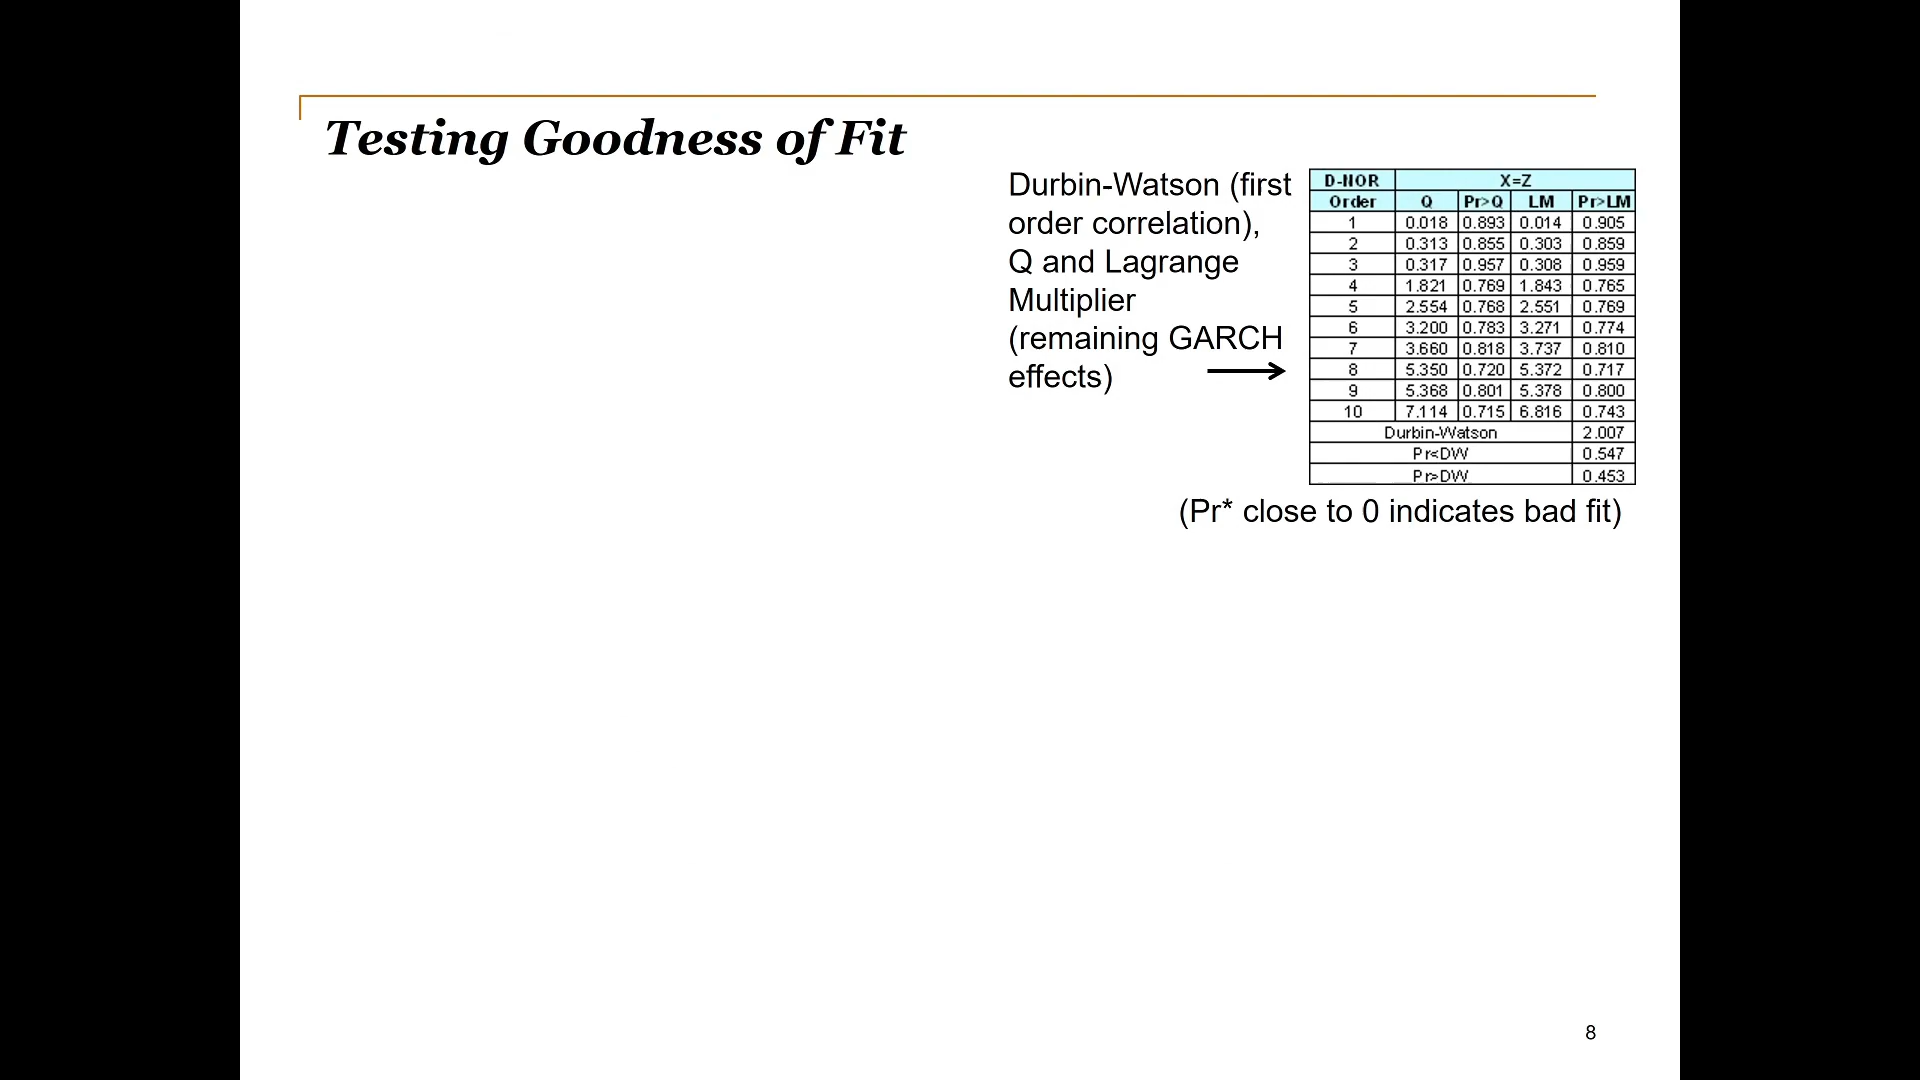 Testing Goodness of Fit
Durbin-Watson (first
order correlation),
Q and Lagrange
Multiplier
(remaining GARCH
effects)
D-NOR X=Z
Order Q Pr>Q LM Pr>LM
1 0.018 0.893 0.014 0.905
2 0.313 0.855 0.303 0.859
3 0.317 0.957 0.308 0.959
4 1.821 0.769 1.843 0.765
5 2.554 0.768 2.551 0.769
6 3.200 0.783 3.271 0.774
7 3.660 0.818 3.737 0.810
8 5.350 0.720 5.372 0.717
9 5.368 0.801 5.378 0.800
10 7.114 0.715 6.816 0.743
Durbin-Watson 2.007
Pr<DW 0.547
Pr>DW 0.453
(Pr* close to 0 indicates bad fit)
8